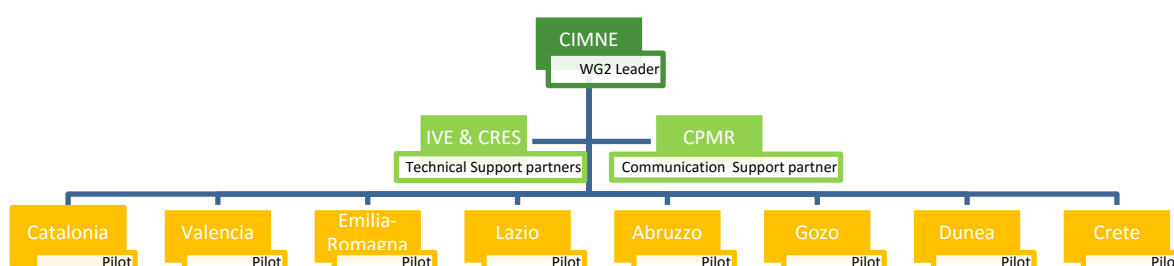 CIMNE
WG2 Leader
IVE & CRES
Technical Support partners
CPMR
Communication Support partner
Catalonia
Pilot
Valencia
Pilot
Emilia-
Romagna
Pilot
Lazio
Pilot
Abruzzo
Pilot
Gozo
Pilot
Dunea
Pilot
Crete
Pilot